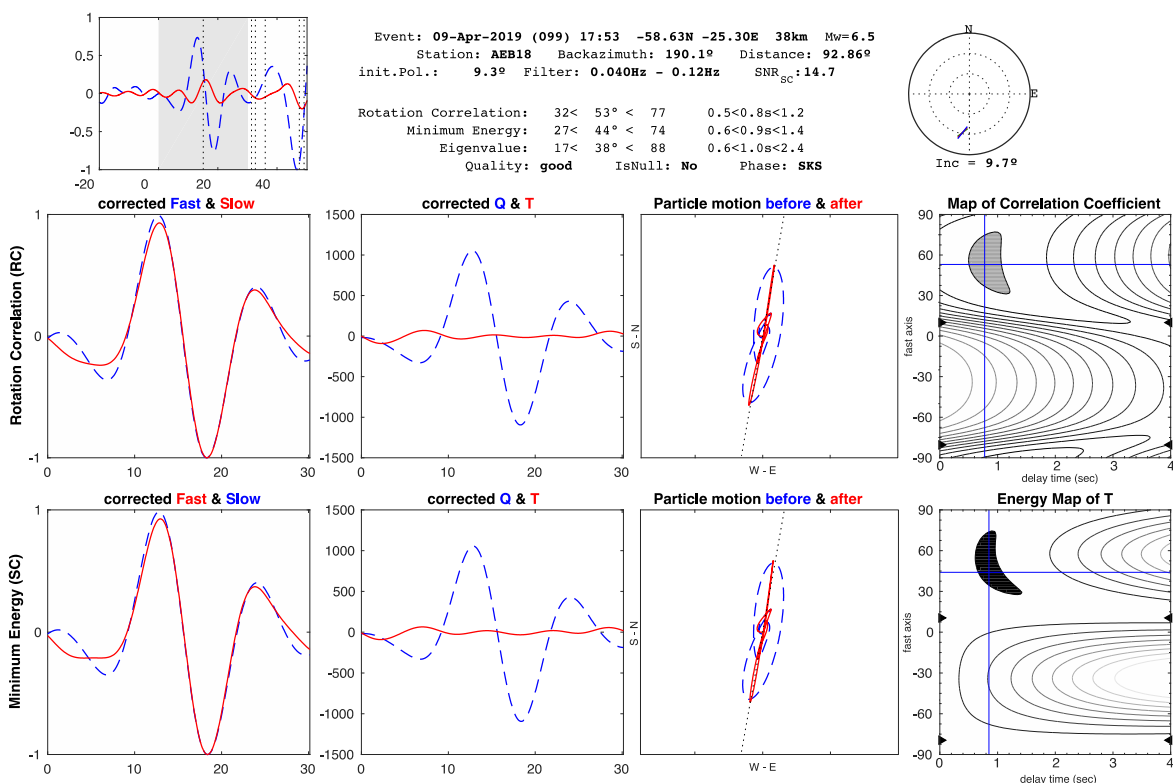 Event: 09-Apr-2019 (099) 17:53 -58.63N -25.30E 38km Mw=6.5
Station: AEB18 Backazimuth: 190.1º Distance: 92.86º
init.Pol.: 9.3º Filter: 0.040Hz - 0.12Hz SNRSC:14.7
Rotation Correlation: 32< 53° < 77 0.5<0.8s<1.2
Minimum Energy: 27< 44° < 74 0.6<0.9s<1.4
Eigenvalue: 17< 38° < 88 0.6<1.0s<2.4
Quality: good IsNull: No Phase: SKS
1
0.5
0
-0.5
-1
-20 0 20 40
N
E
Inc = 9.7º
Rotation Correlation (RC)
corrected Fast & Slow
1
0
-1
0 10 20 30
corrected Q & T
1500
1000
500
0
-500
-1000
-1500
0 10 20 30
Particle motion before & after
S - N
W - E
Map of Correlation Coefficient
fast axis
90
60
30
0
-30
-60
-90
0 1 2 3 4
delay time (sec)
Minimum Energy (SC)
corrected Fast & Slow
1
0
-1
0 10 20 30
corrected Q & T
1500
1000
500
0
-500
-1000
-1500
0 10 20 30
Particle motion before & after
S - N
W - E
Energy Map of T
fast axis
90
60
30
0
-30
-60
-90
0 1 2 3 4
delay time (sec)